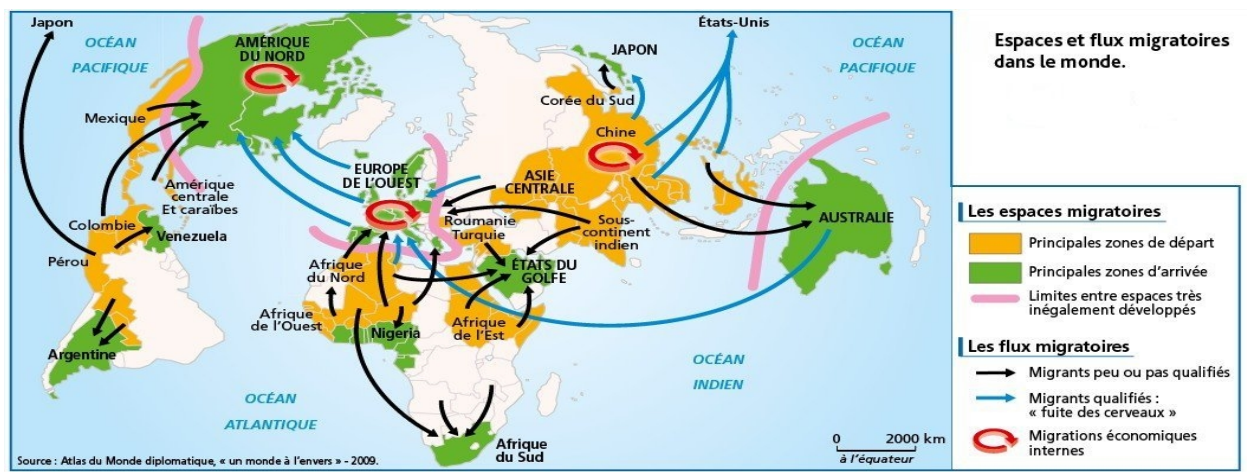 Japon
OCÉAN
PACIFIQUE
AMÉRIQUE
DU NORD
Mexique
Amérique
centrale
Et caraïbes
Colombie
Venezuela
Pérou
Argentine
EUROPE
DE L'OUEST
Afrique
du Nord
Afrique
de l'Ouest
Nigeria
Afrique
de l'Est
Afrique
du Sud
Roumanie
Turquie
ÉTATS DU
GOLFE
ASIE
CENTRALE
Sous-
continent
indien
Chine
Corée du Sud
JAPON
États-Unis
OCÉAN
PACIFIQUE
AUSTRALIE
OCÉAN
INDIEN
OCÉAN
ATLANTIQUE
0 2000 km
à l'équateur
Source : Atlas du Monde diplomatique, « un monde à l'envers » - 2009.
Espaces et flux migratoires
dans le monde.
Les espaces migratoires
Principales zones de départ
Principales zones d'arrivée
Limites entre espaces très
inégalement développés
Les flux migratoires
Migrants peu ou pas qualifiés
Migrants qualifiés :
« fuite des cerveaux »
Migrations économiques
internes